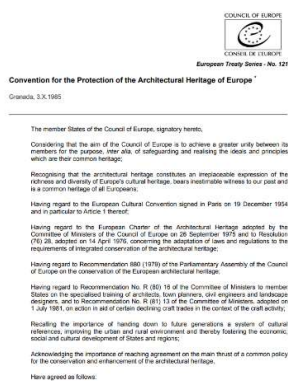 COUNCIL OF EUROPE
CONSEIL DE L'EUROPE
European Treaty Series - No. 121
Convention for the Protection of the Architectural Heritage of Europe *
Granada, 3.X.1985
The member States of the Council of Europe, signatory hereto,
Considering that the aim of the Council of Europe is to achieve a greater unity between its
members for the purpose, inter alia, of safeguarding and realising the ideals and principles
which are their common heritage;
Recognising that the architectural heritage constitutes an irreplaceable expression of the
richness and diversity of Europe's cultural heritage, bears inestimable witness to our past and
is a common heritage of all Europeans;
Having regard to the European Cultural Convention signed in Paris on 19 December 1954
and in particular to Article 1 thereof;
Having regard to the European Charter of the Architectural Heritage adopted by the
Committee of Ministers of the Council of Europe on 26 September 1975 and to Resolution
(76) 28, adopted on 14 April 1976, concerning the adaptation of laws and regulations to the
requirements of integrated conservation of the architectural heritage;
Having regard to Recommendation 880 (1979) of the Parliamentary Assembly of the Council
of Europe on the conservation of the European architectural heritage;
Having regard to Recommendation No. R (80) 16 of the Committee of Ministers to member
States on the specialised training of architects, town planners, civil engineers and landscape
designers, and to Recommendation No. R (81) 13 of the Committee of Ministers, adopted on
1 July 1981, on action in aid of certain declining craft trades in the context of the craft activity;
Recalling the importance of handing down to future generations a system of cultural
references, improving the urban and rural environment and thereby fostering the economic,
social and cultural development of States and regions;
Acknowledging the importance of reaching agreement on the main thrust of a common policy
for the conservation and enhancement of the architectural heritage,
Have agreed as follows: